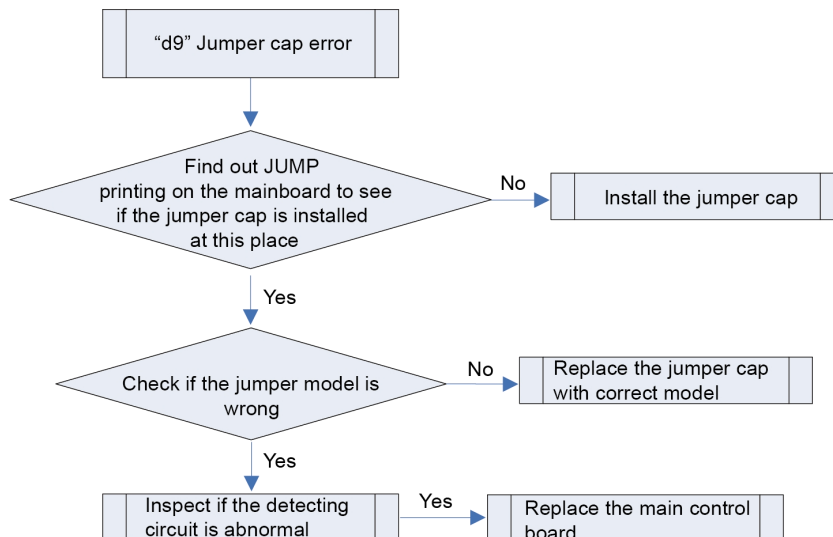 “d9” Jumper cap error
Find out JUMP
printing on the mainboard to see
if the jumper cap is installed
at this place
No
Install the jumper cap
Yes
Check if the jumper model is
wrong
No
Replace the jumper cap
with correct model
Yes
Inspect if the detecting
circuit is abnormal
Yes
Replace the main control
board